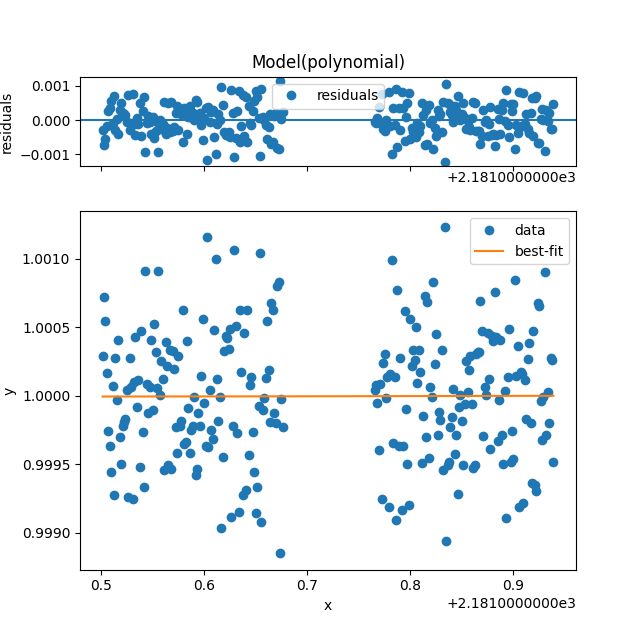 Model(polynomial)
residuals
0.001
0.000
−0.001
residuals
+2.1810000000e3
data
best-fit
y
1.0010
1.0005
1.0000
0.9995
0.9990
0.5
0.6
0.7
0.8
0.9
x
+2.1810000000e3